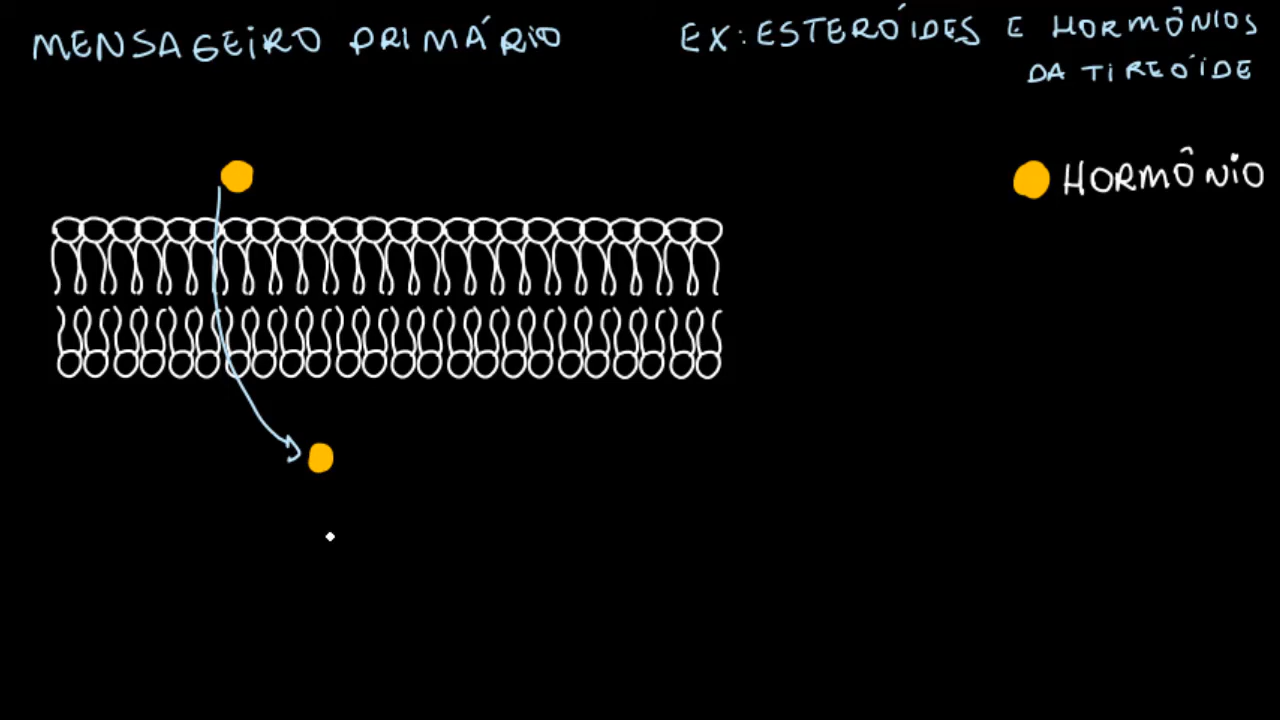 MENSAGEIRO PRIMÁRIO
EX: ESTERÓIDES E HORMÔNIOS
DA TIREÓIDE
HORMÔNIO